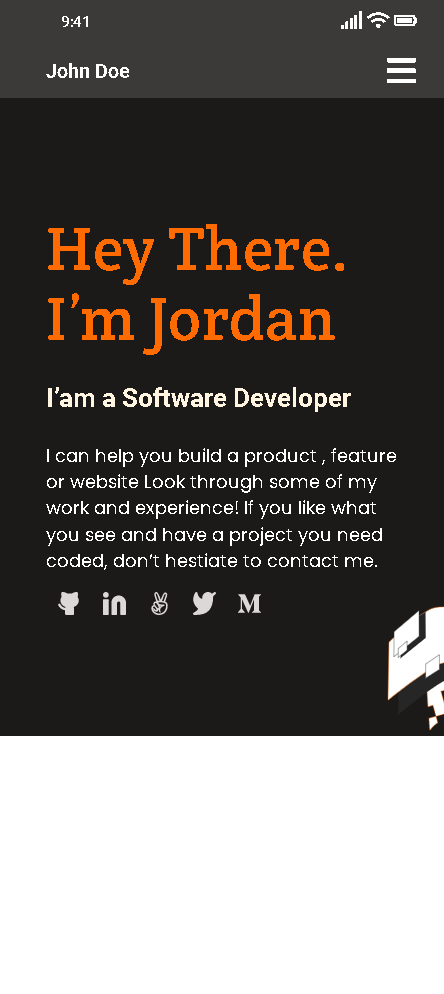 9:41
John Doe
Hey There.
I’m Jordan
I’am a Software Developer
I can help you build a product , feature
or website Look through some of my
work and experience! If you like what
you see and have a project you need
coded, don’t hestiate to contact me.